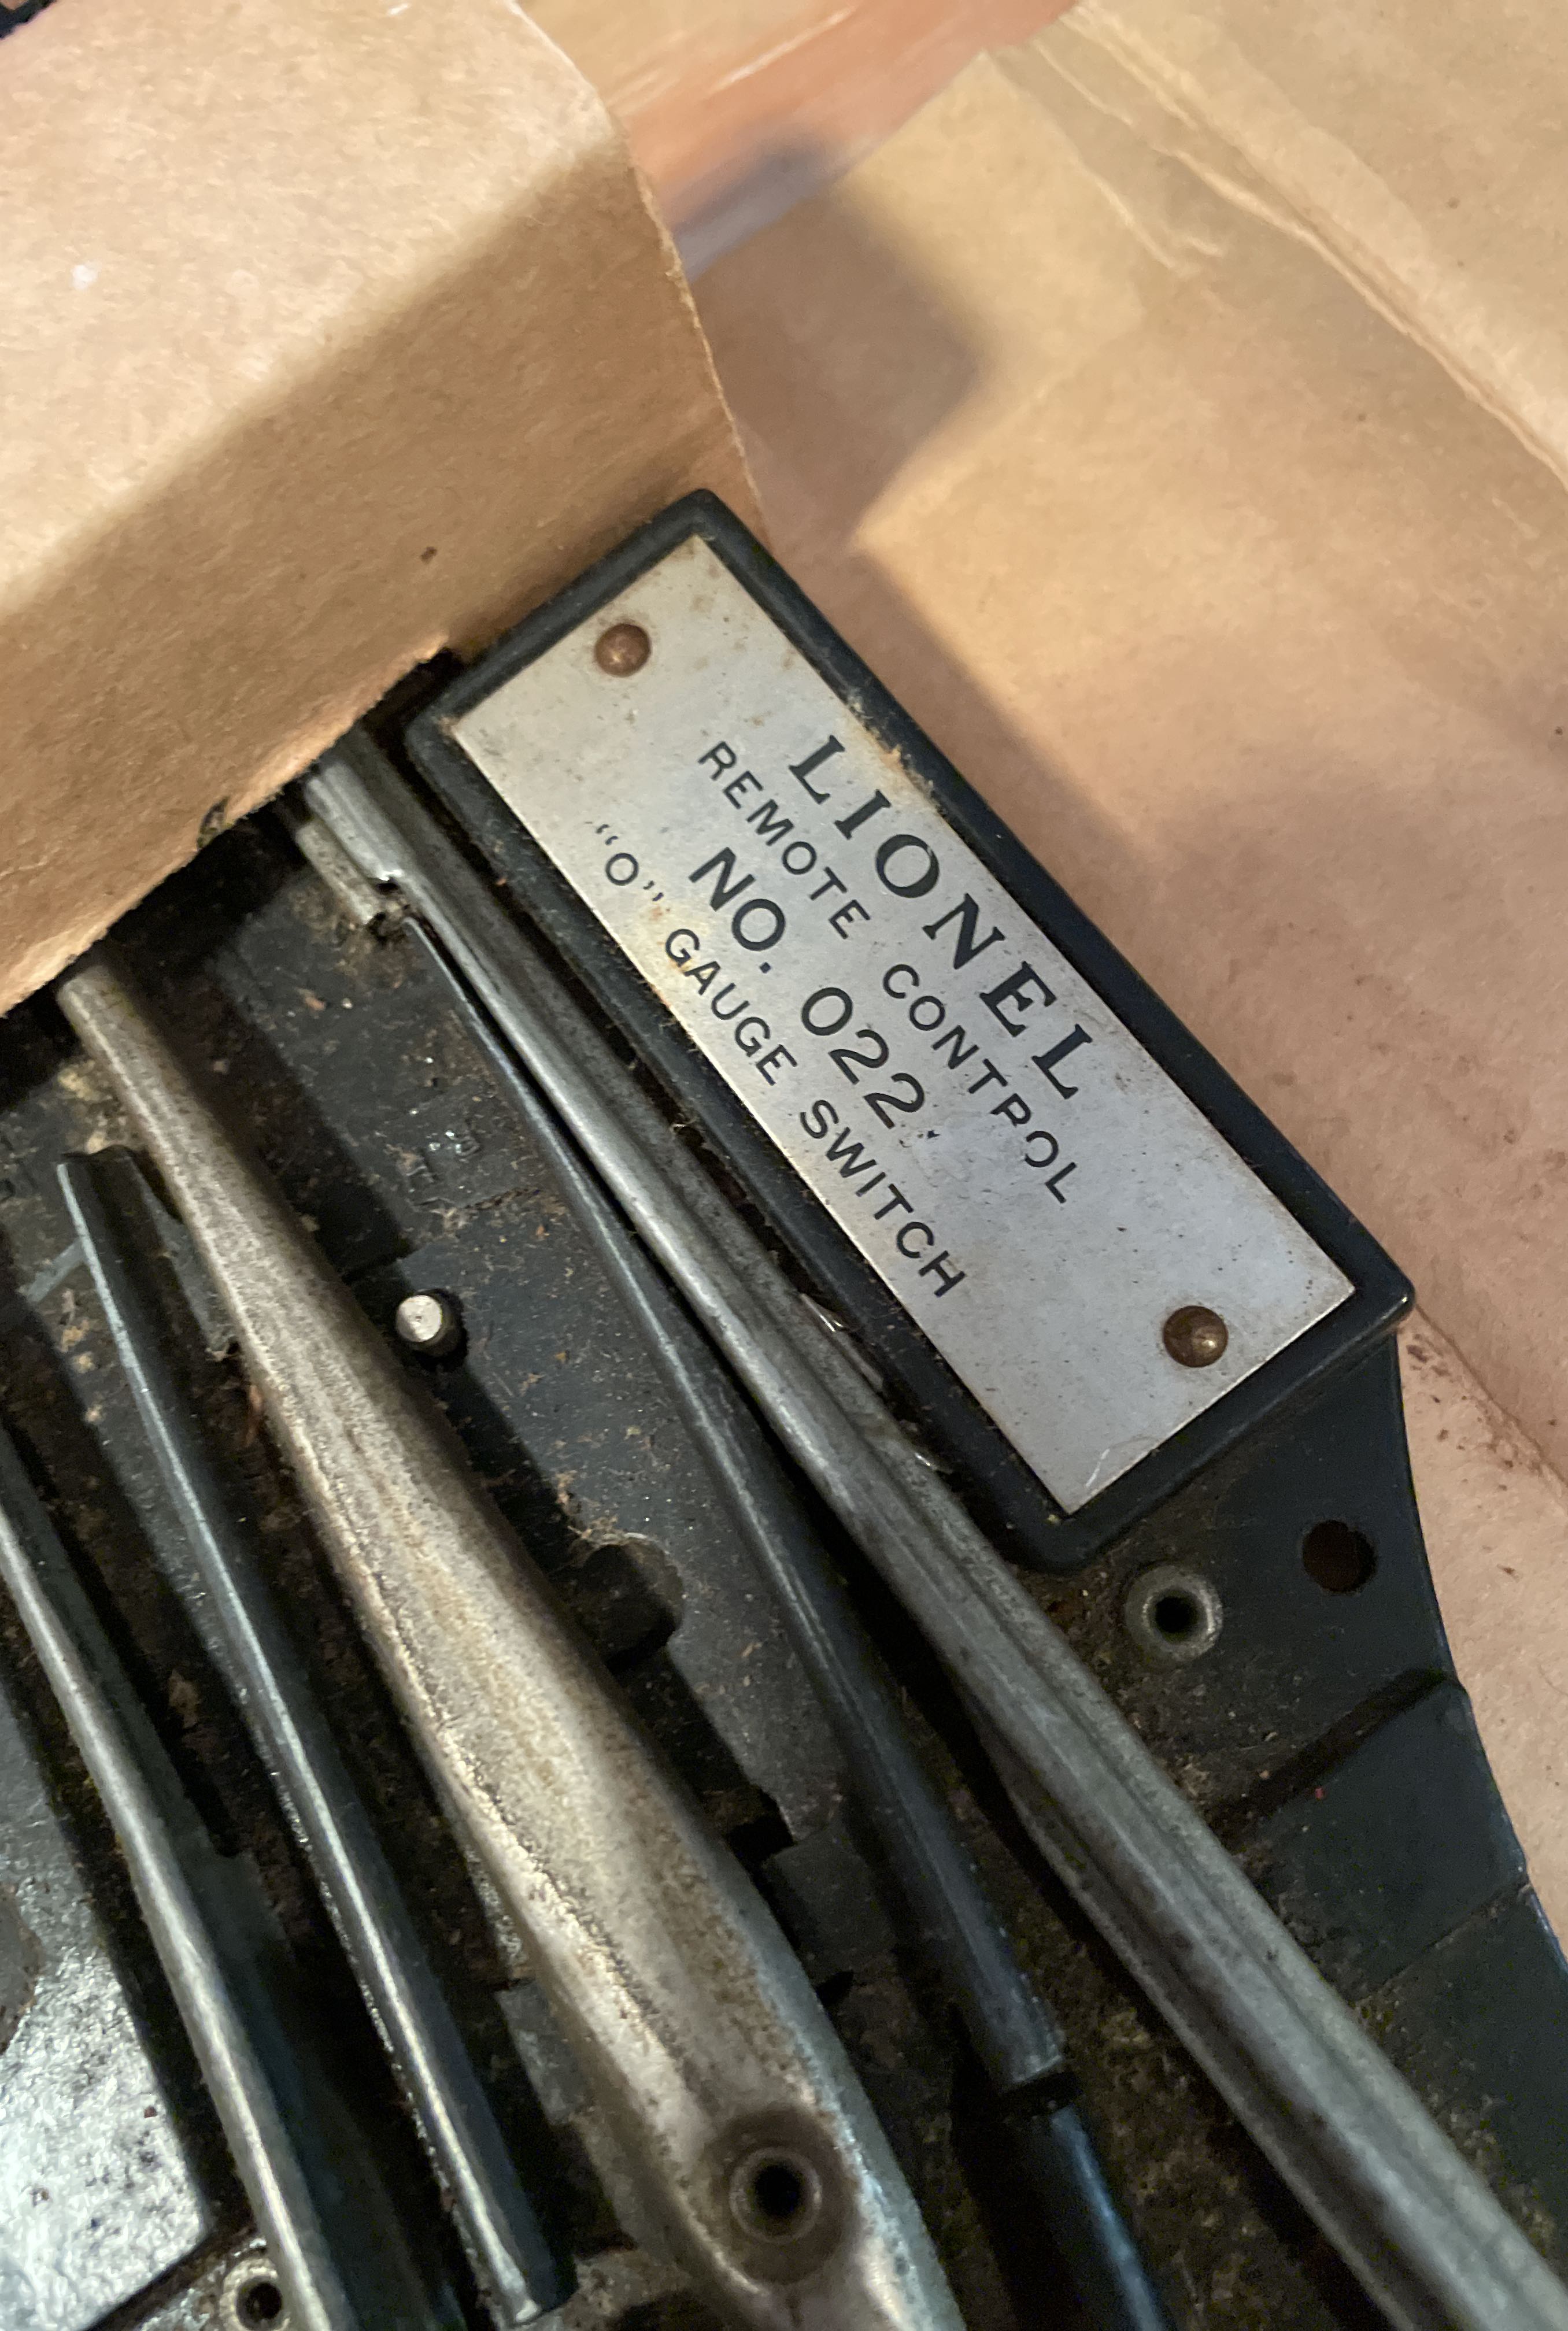 LIONEL
REMOTE CONTROL
NO. 022
“O” GAUGE SWITCH